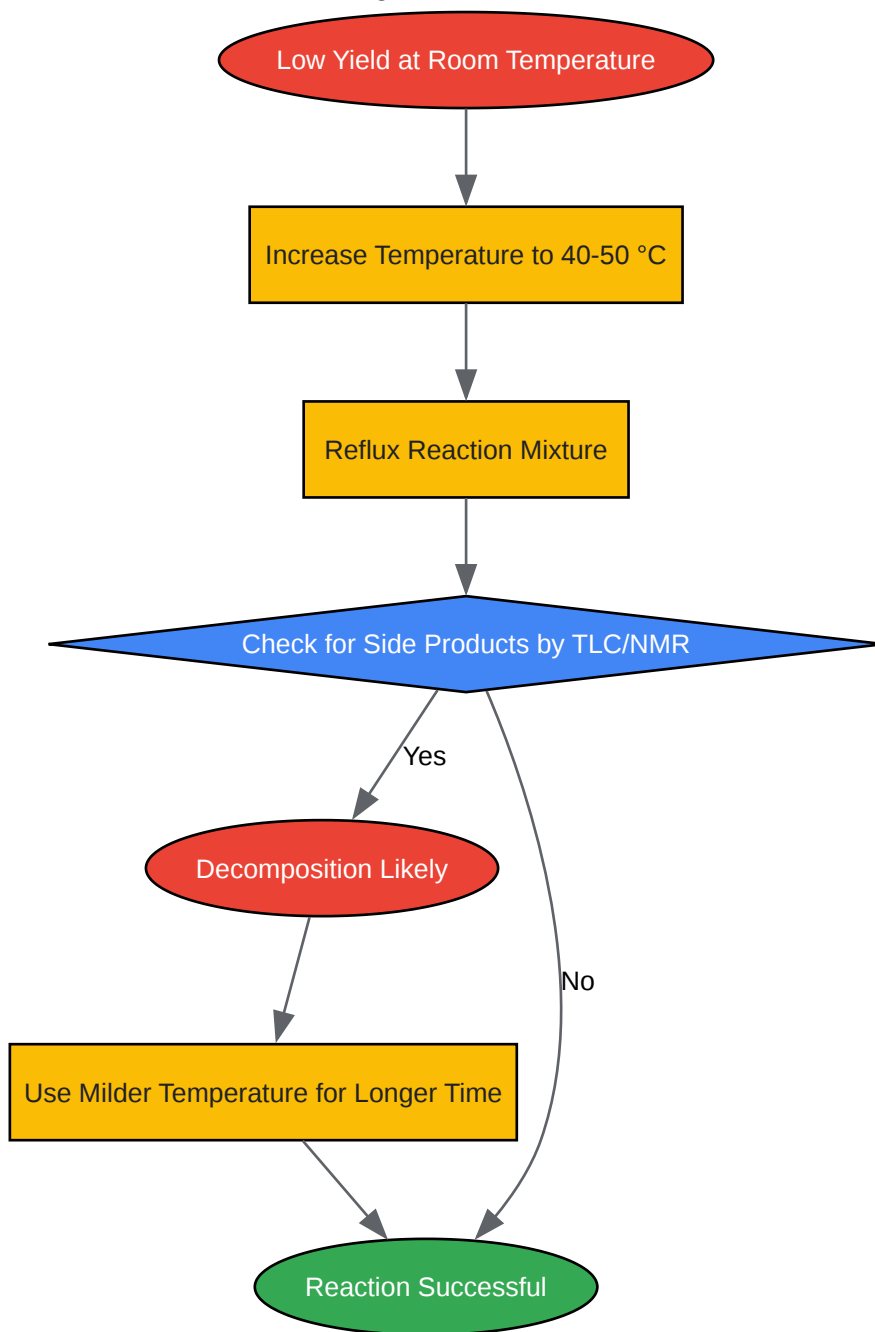 Low Yield at Room Temperature
Increase Temperature to 40-50 °C
Reflux Reaction Mixture
Check for Side Products by TLC/NMR
Yes
Decomposition Likely
No
Use Milder Temperature for Longer Time
Reaction Successful